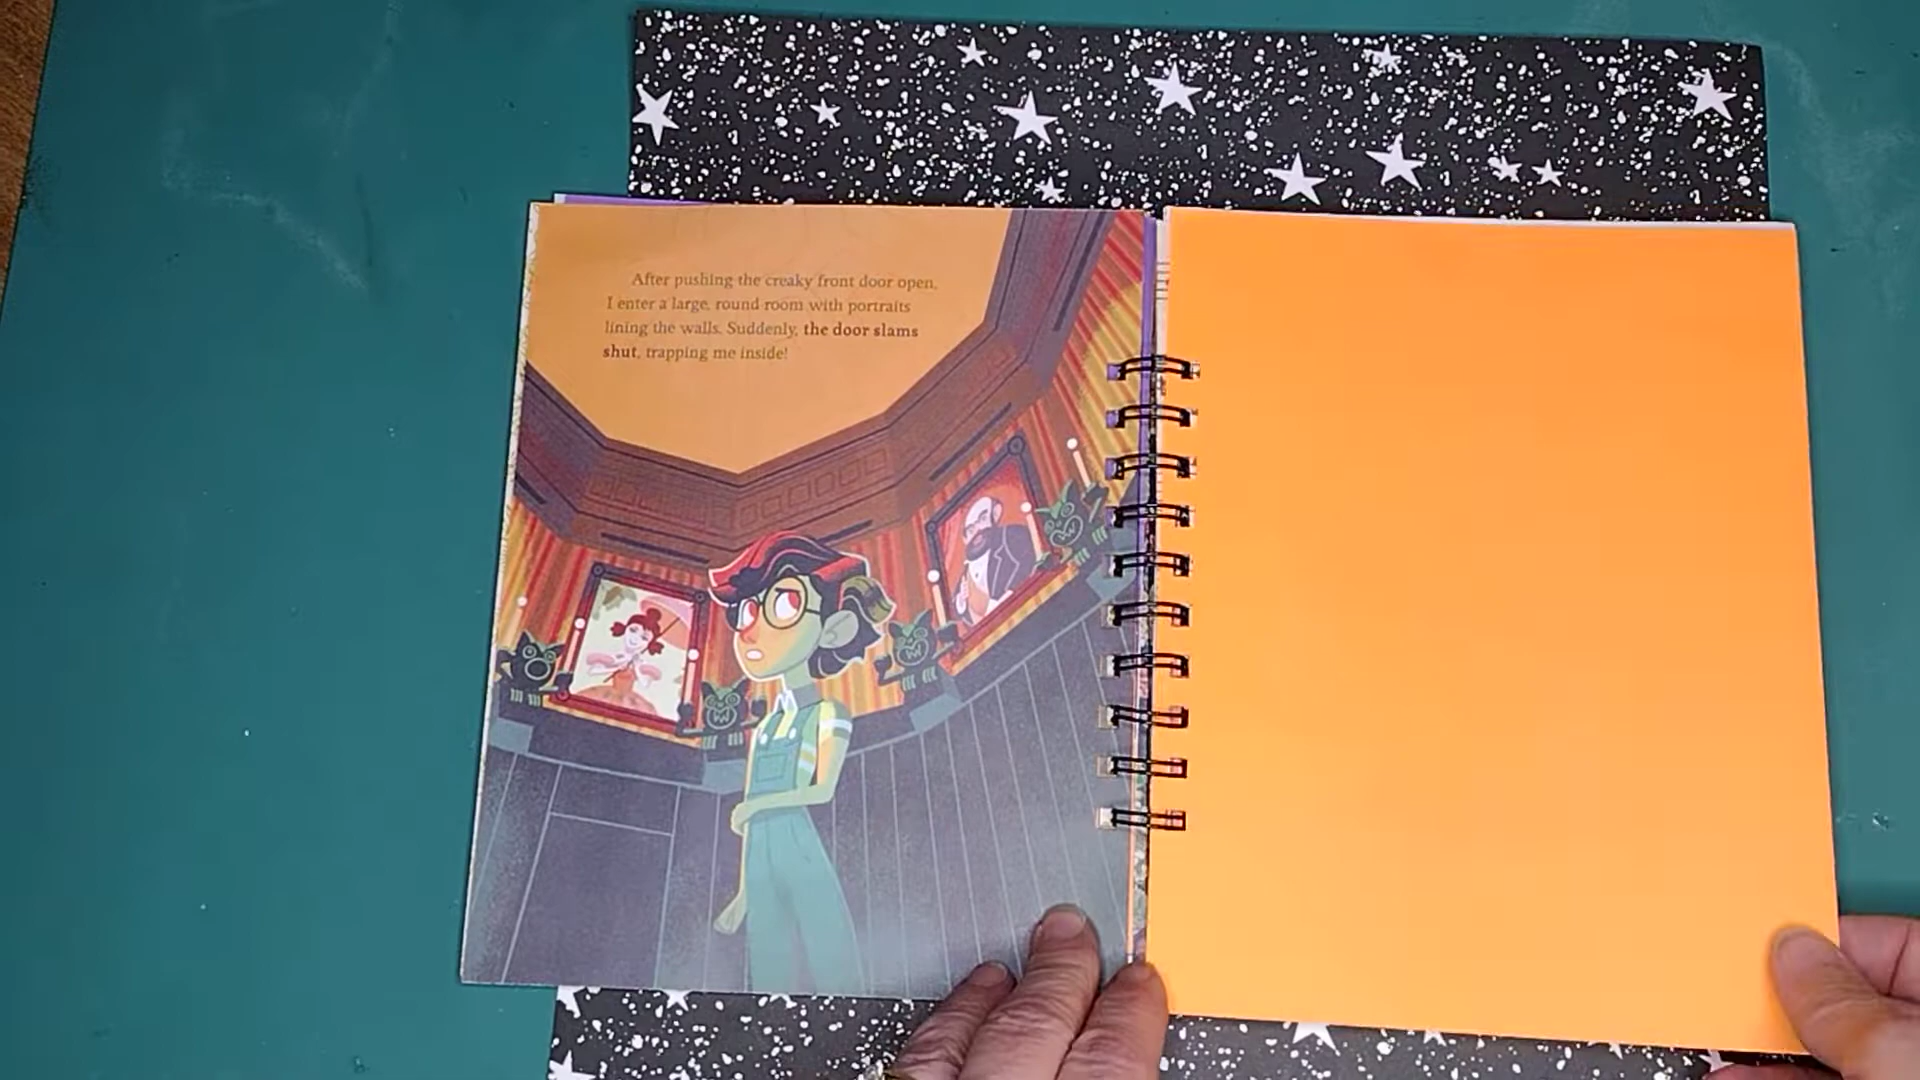 After pushing the creaky front door open,
I enter a large, round room with portraits
lining the walls. Suddenly, the door slams
shut, trapping me inside!